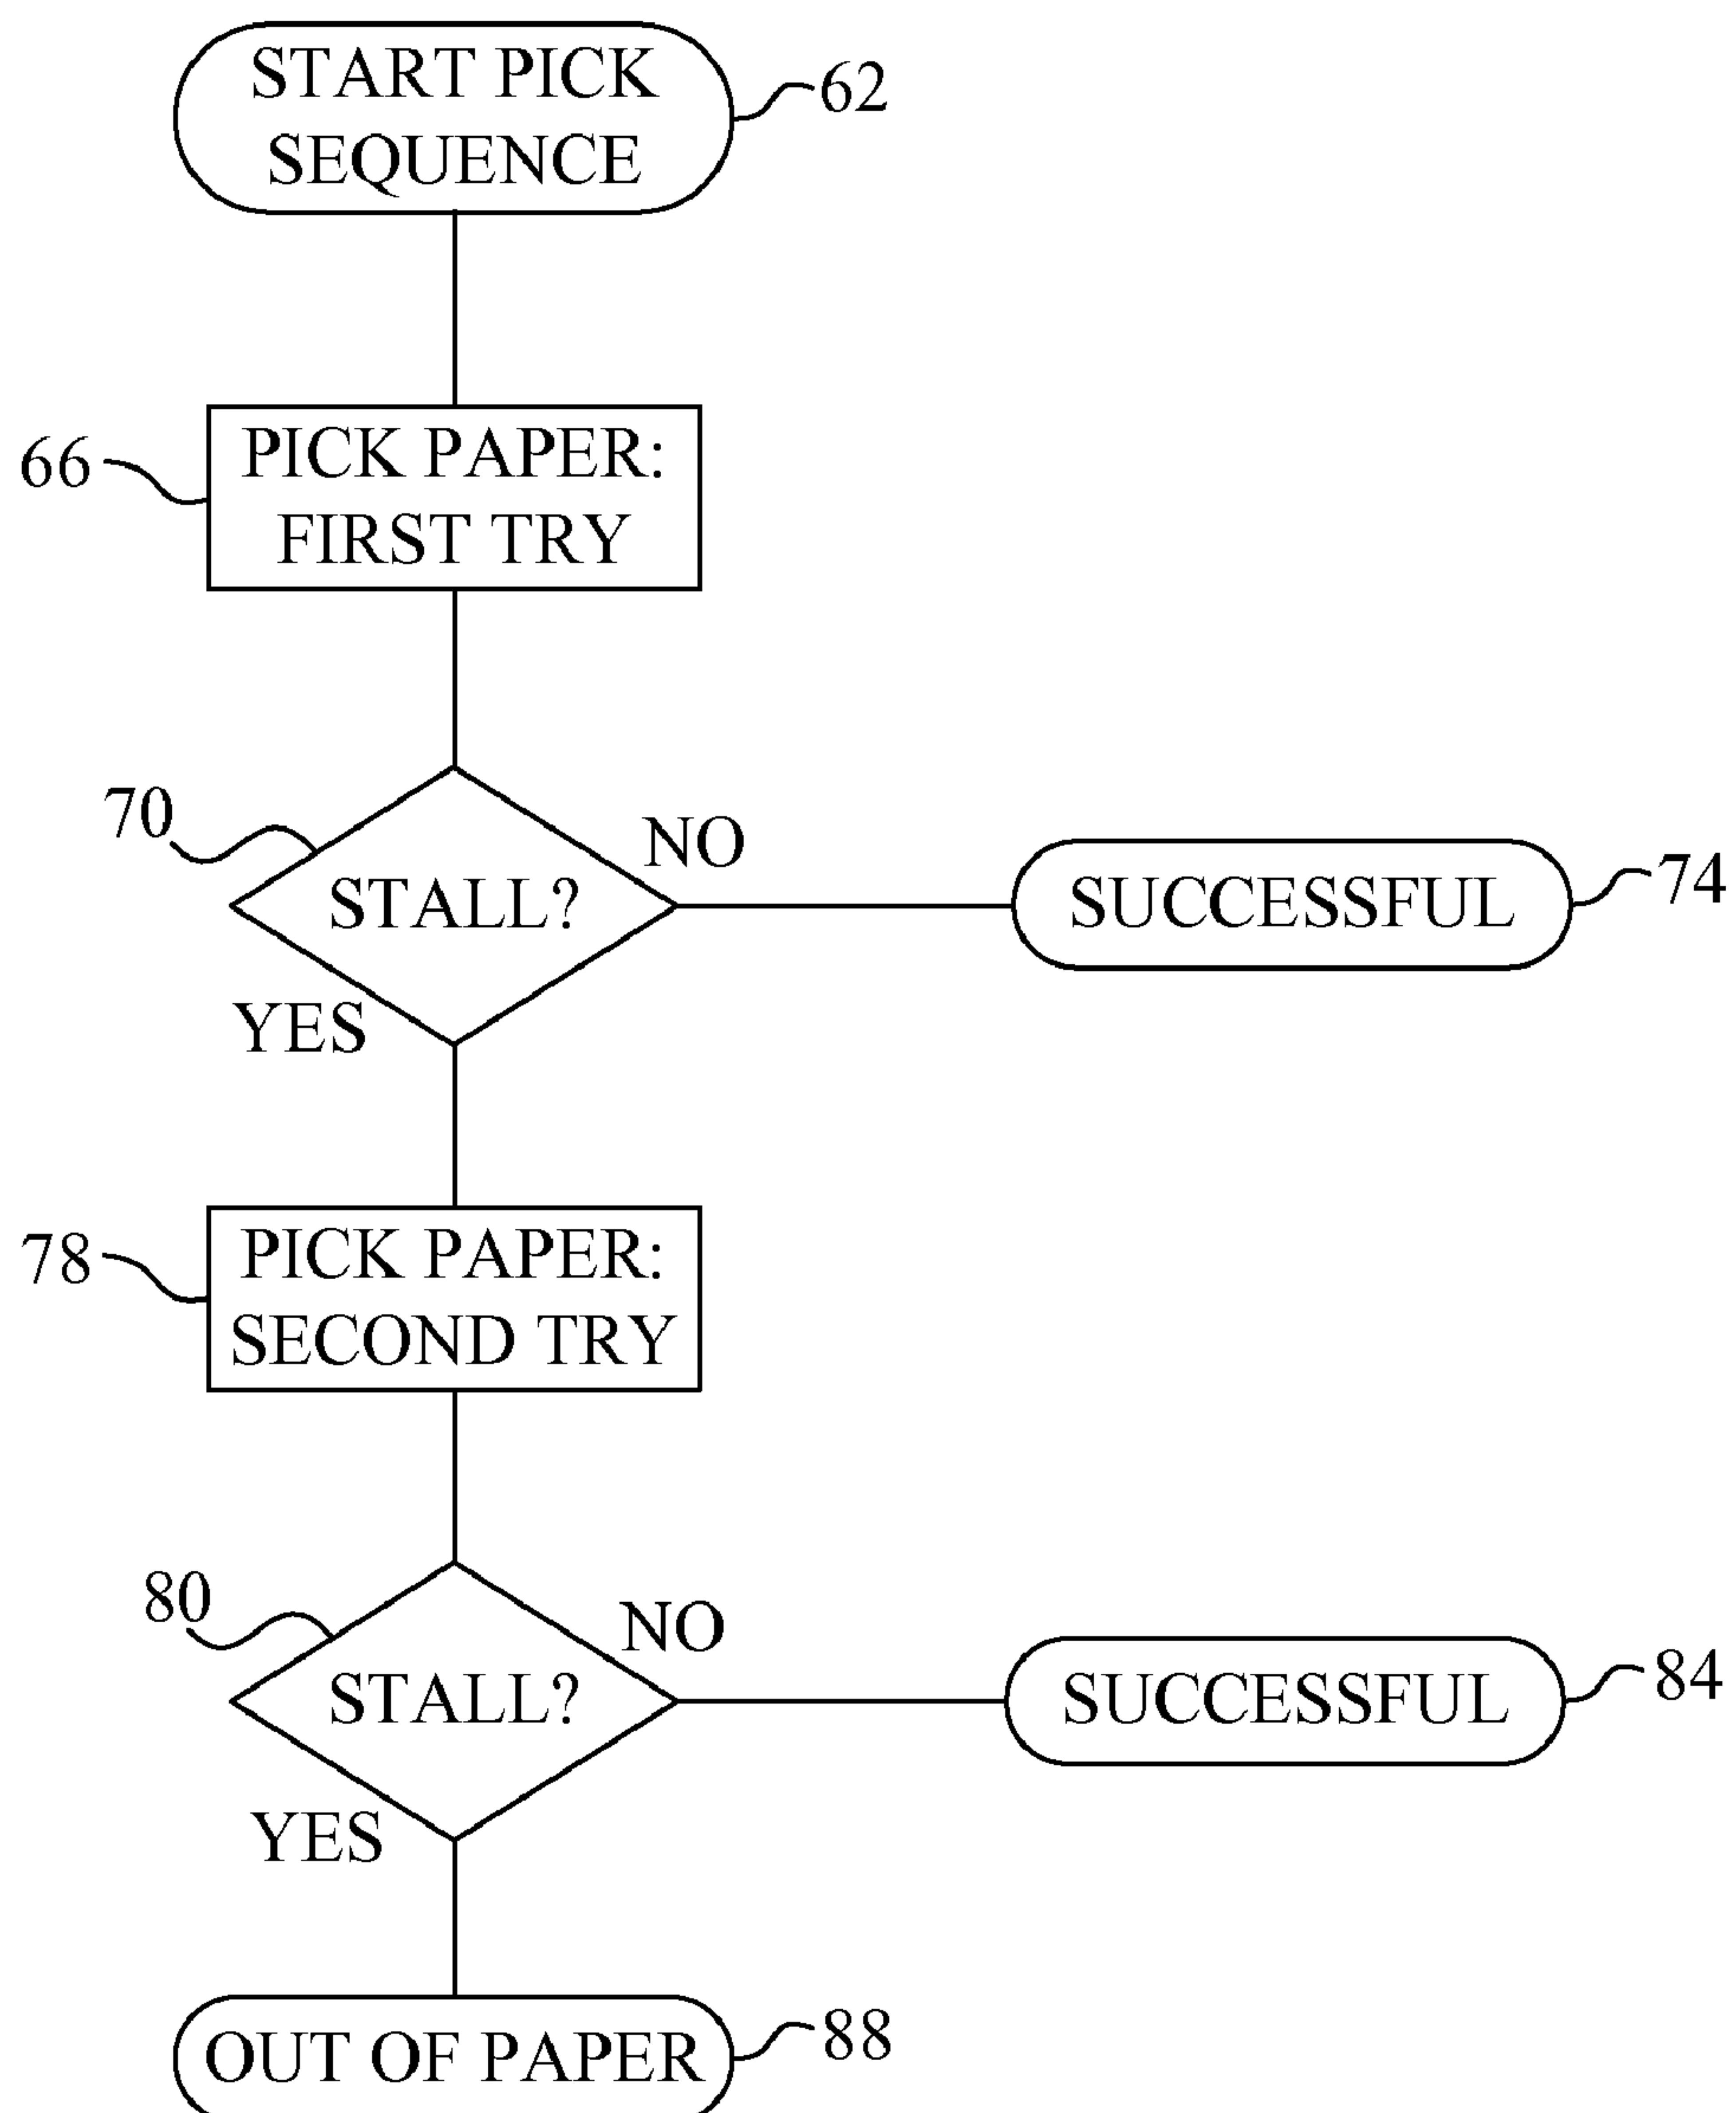 START PICK
SEQUENCE
62
66
PICK PAPER:
FIRST TRY
70
NO
STALL?
SUCCESSFUL
74
YES
78
PICK PAPER:
SECOND TRY
80
NO
STALL?
SUCCESSFUL
84
YES
OUT OF PAPER
88